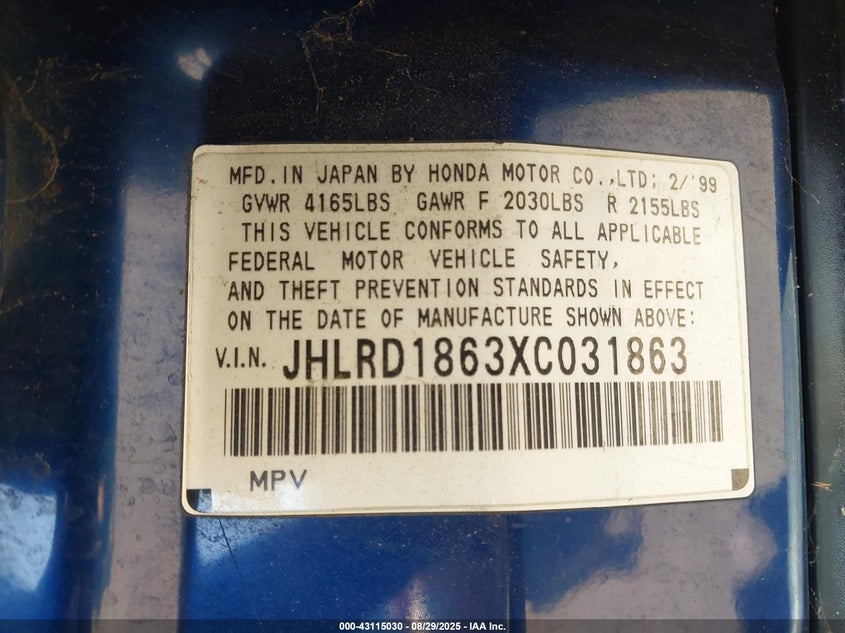 MFD.IN JAPAN BY HONDA MOTOR CO.,LTD; 2/'99
GVWR 4165LBS GAWR F 2030LBS R 2155LBS
THIS VEHICLE CONFORMS TO ALL APPLICABLE
FEDERAL MOTOR VEHICLE SAFETY,
AND THEFT PREVENTION STANDARDS IN EFFECT
ON THE DATE OF MANUFACTURE SHOWN ABOVE:
V.I.N. JHLRD1863XC031863
MPV
000-43115030 - 08/29/2025 - IAA Inc.